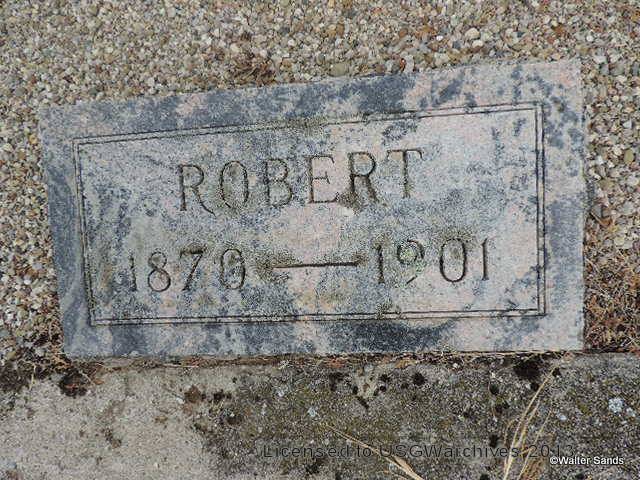 ROBERT
1870 — 1901
Licensed to USGWarchives 2013
©Walter Sands